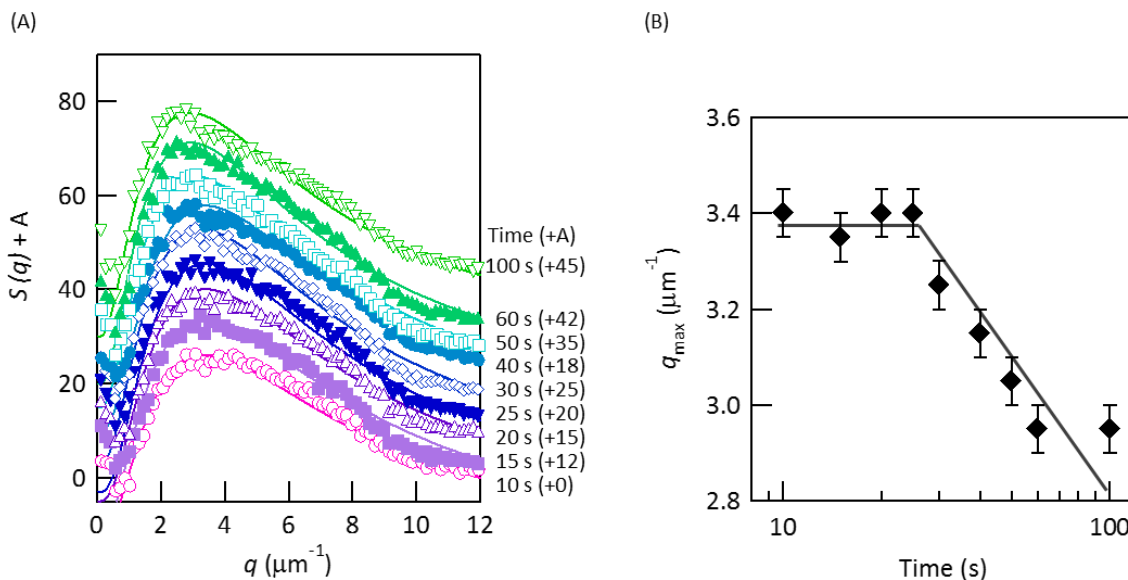 (A)
S (q) + A
80
60
40
20
0
0 2 4 6 8 10 12
q (μm⁻¹)
Time (+A)
100 s (+45)
60 s (+42)
50 s (+35)
40 s (+18)
30 s (+25)
25 s (+20)
20 s (+15)
15 s (+12)
10 s (+0)
(B)
q_max (μm⁻¹)
3.6
3.4
3.2
3.0
2.8
10 100
Time (s)